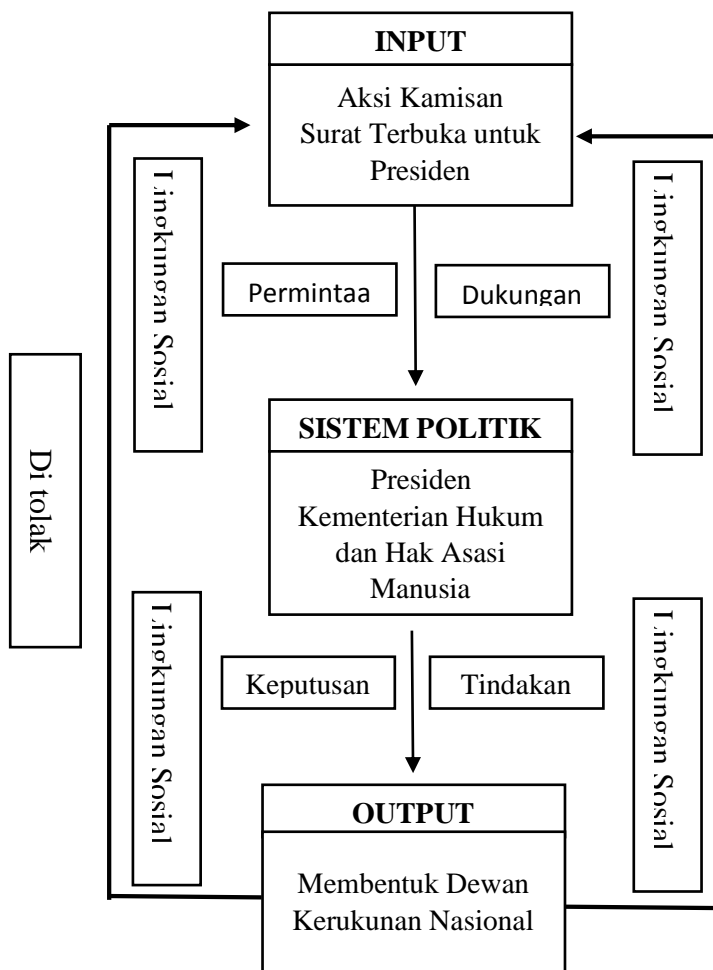 INPUT
Aksi Kamisan
Surat Terbuka untuk
Presiden
Lingkungan Sosial
Lingkungan Sosial
Permintaa
Dukungan
Di tolak
SISTEM POLITIK
Presiden
Kementerian Hukum
dan Hak Asasi
Manusia
Lingkungan Sosial
Lingkungan Sosial
Keputusan
Tindakan
OUTPUT
Membentuk Dewan
Kerukunan Nasional